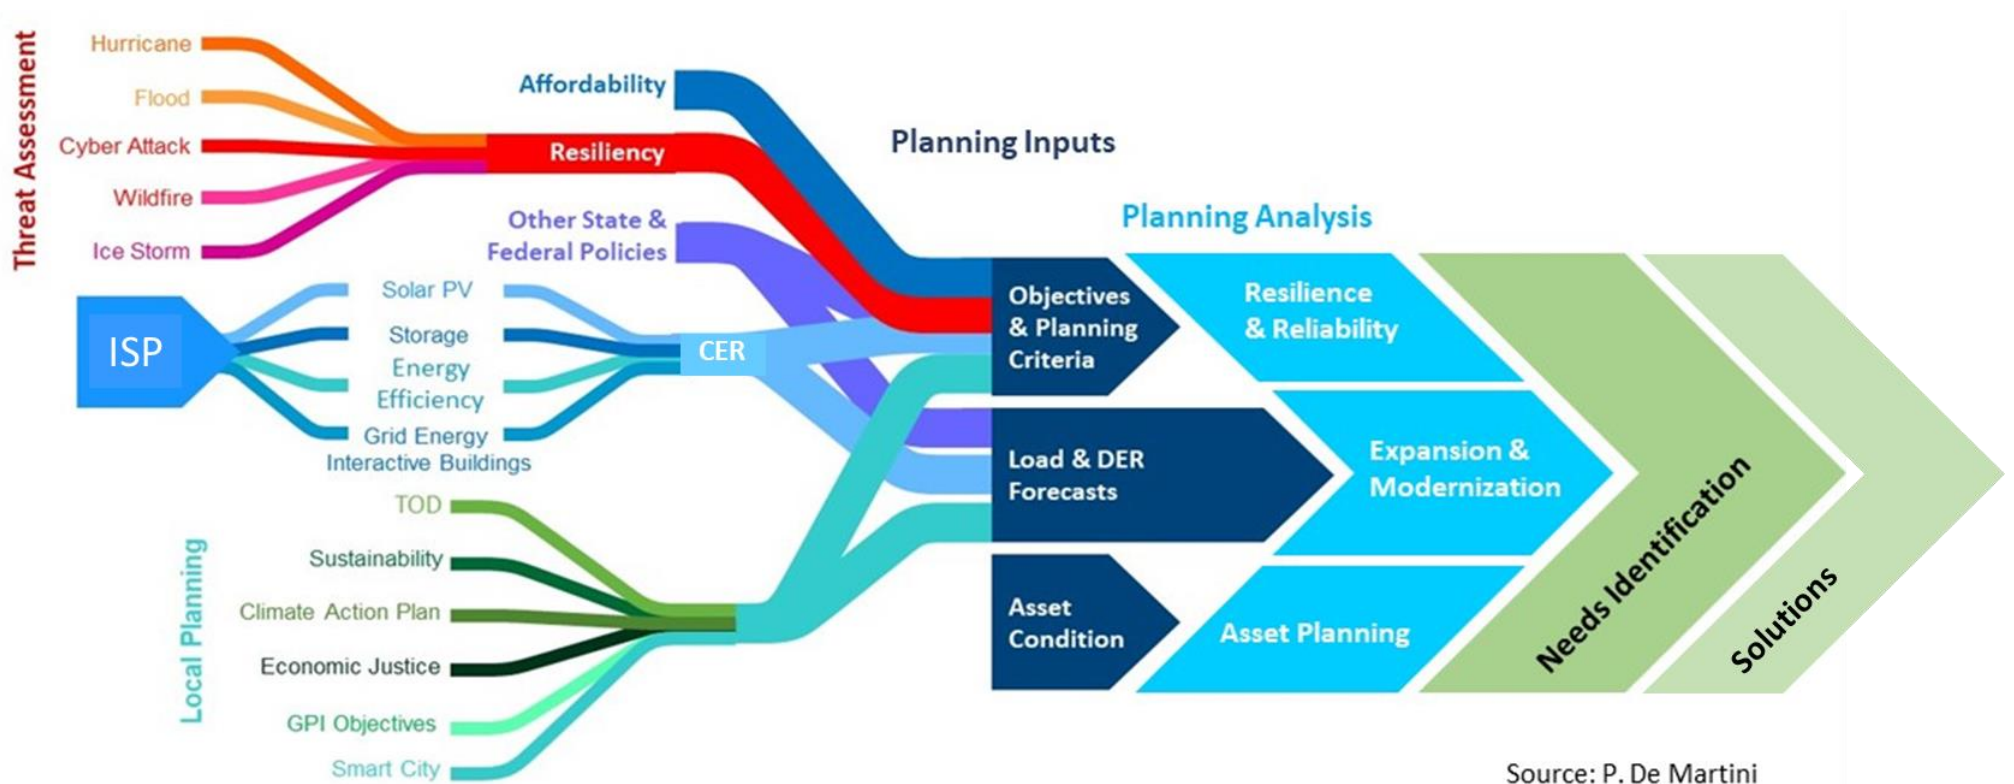 Threat Assessment
Hurricane
Flood
Cyber Attack
Wildfire
Ice Storm
Affordability
Resiliency
Other State &
Federal Policies
ISP
Solar PV
Storage
Energy
Efficiency
Grid Energy
Interactive Buildings
CER
Local Planning
TOD
Sustainability
Climate Action Plan
Economic Justice
GPI Objectives
Smart City
Planning Inputs
Objectives
& Planning
Criteria
Load & DER
Forecasts
Asset
Condition
Planning Analysis
Resilience
& Reliability
Expansion &
Modernization
Asset Planning
Needs Identification
Solutions
Source: P. De Martini